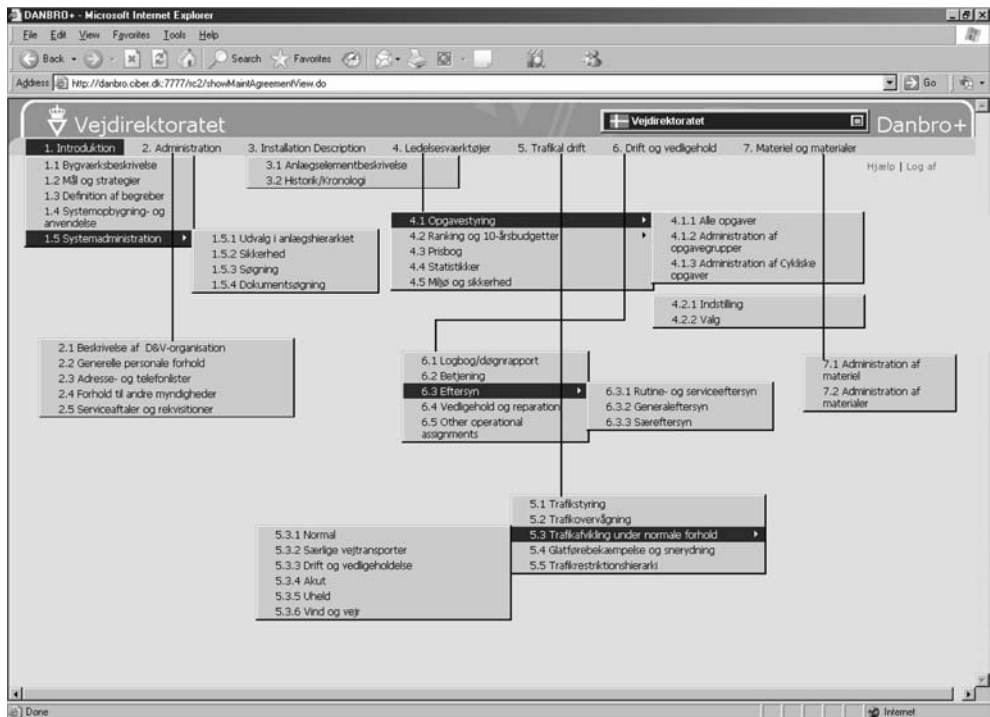 DANBRO+ - Microsoft Internet Explorer
File Edit View Favorites Tools Help
Back Search Favorites
Address http://danbro.ciber.dk:7777/rc2/showMaintAgreementView.do Go
Vejdirektoratet Vejdirektoratet Danbro+
1. Introduktion 2. Administration 3. Installation Description 4. Ledelsesværktøjer 5. Trafikal drift 6. Drift og vedligehold 7. Materiel og materialer
Hjælp | Log af
1.1 Bygværksbeskrivelse
1.2 Mål og strategier
1.3 Definition af begreber
1.4 Systemopbygning- og
anvendelse
1.5 Systemadministration
3.1 Anlægselementbeskrivelse
3.2 Historik/Kronologi
1.5.1 Udvalg i anlægshierarkiet
1.5.2 Sikkerhed
1.5.3 Søgning
1.5.4 Dokumentsøgning
4.1 Opgavestyring
4.2 Ranking og 10-årsbudgetter
4.3 Prisbog
4.4 Statistikker
4.5 Miljø og sikkerhed
4.1.1 Alle opgaver
4.1.2 Administration af
opgavegrupper
4.1.3 Administration af Cykliske
opgaver
4.2.1 Indstilling
4.2.2 Valg
2.1 Beskrivelse af D&V-organisation
2.2 Generelle personale forhold
2.3 Adresse- og telefonlister
2.4 Forhold til andre myndigheder
2.5 Serviceaftaler og rekvisitioner
6.1 Logbog/døgnrapport
6.2 Betjening
6.3 Eftersyn
6.4 Vedligehold og reparation
6.5 Other operational
assignments
6.3.1 Rutine- og serviceeftersyn
6.3.2 Generaleftersyn
6.3.3 Særeftersyn
7.1 Administration af
materiel
7.2 Administration af
materialer
5.1 Trafikstyring
5.2 Trafikovervågning
5.3 Trafikafvikling under normale forhold
5.4 Glatførebekæmpelse og snerydning
5.5 Trafikrestriktionshierarki
5.3.1 Normal
5.3.2 Særlige vejtransporter
5.3.3 Drift og vedligeholdelse
5.3.4 Akut
5.3.5 Uheld
5.3.6 Vind og vejr
Done Internet